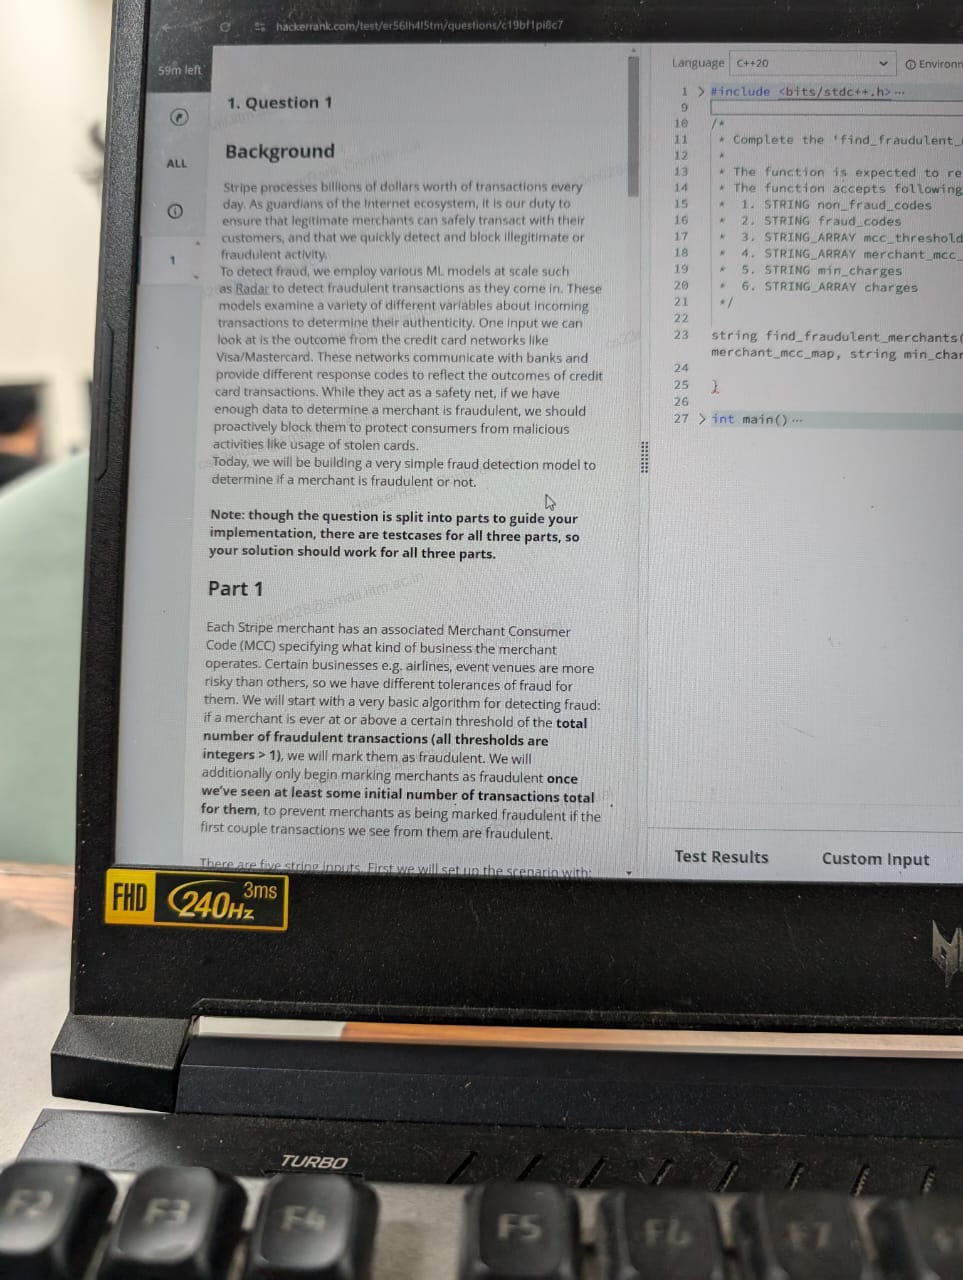 hackerrank.com/test/er56lh4l5tm/questions/c19bf1pi8c7
59m left
ALL
1
1. Question 1
Background
Stripe processes billions of dollars worth of transactions every
day. As guardians of the Internet ecosystem, it is our duty to
ensure that legitimate merchants can safely transact with their
customers, and that we quickly detect and block illegitimate or
fraudulent activity.
To detect fraud, we employ various ML models at scale such
as Radar to detect fraudulent transactions as they come in. These
models examine a variety of different variables about incoming
transactions to determine their authenticity. One input we can
look at is the outcome from the credit card networks like
Visa/Mastercard. These networks communicate with banks and
provide different response codes to reflect the outcomes of credit
card transactions. While they act as a safety net, if we have
enough data to determine a merchant is fraudulent, we should
proactively block them to protect consumers from malicious
activities like usage of stolen cards.
Today, we will be building a very simple fraud detection model to
determine if a merchant is fraudulent or not.
Note: though the question is split into parts to guide your
implementation, there are testcases for all three parts, so
your solution should work for all three parts.
Part 1
Each Stripe merchant has an associated Merchant Consumer
Code (MCC) specifying what kind of business the merchant
operates. Certain businesses e.g. airlines, event venues are more
risky than others, so we have different tolerances of fraud for
them. We will start with a very basic algorithm for detecting fraud:
if a merchant is ever at or above a certain threshold of the total
number of fraudulent transactions (all thresholds are
integers > 1), we will mark them as fraudulent. We will
additionally only begin marking merchants as fraudulent once
we've seen at least some initial number of transactions total
for them, to prevent merchants as being marked fraudulent if the
first couple transactions we see from them are fraudulent.
There are five string inputs. First we will set up the scenario with:
Language C++20 Environm
1 > #include <bits/stdc++.h>...
9
10 /*
11 * Complete the 'find_fraudulent_
12 *
13 * The function is expected to re
14 * The function accepts following
15 * 1. STRING non_fraud_codes
16 * 2. STRING fraud_codes
17 * 3. STRING_ARRAY mcc_threshold
18 * 4. STRING_ARRAY merchant_mcc_
19 * 5. STRING min_charges
20 * 6. STRING_ARRAY charges
21 */
22
23 string find_fraudulent_merchants(
merchant_mcc_map, string min_char
24
25 }
26
27 > int main()...
Test Results Custom Input
FHD 240Hz 3ms
TURBO
F2 F3 F4 F5 F6 F7